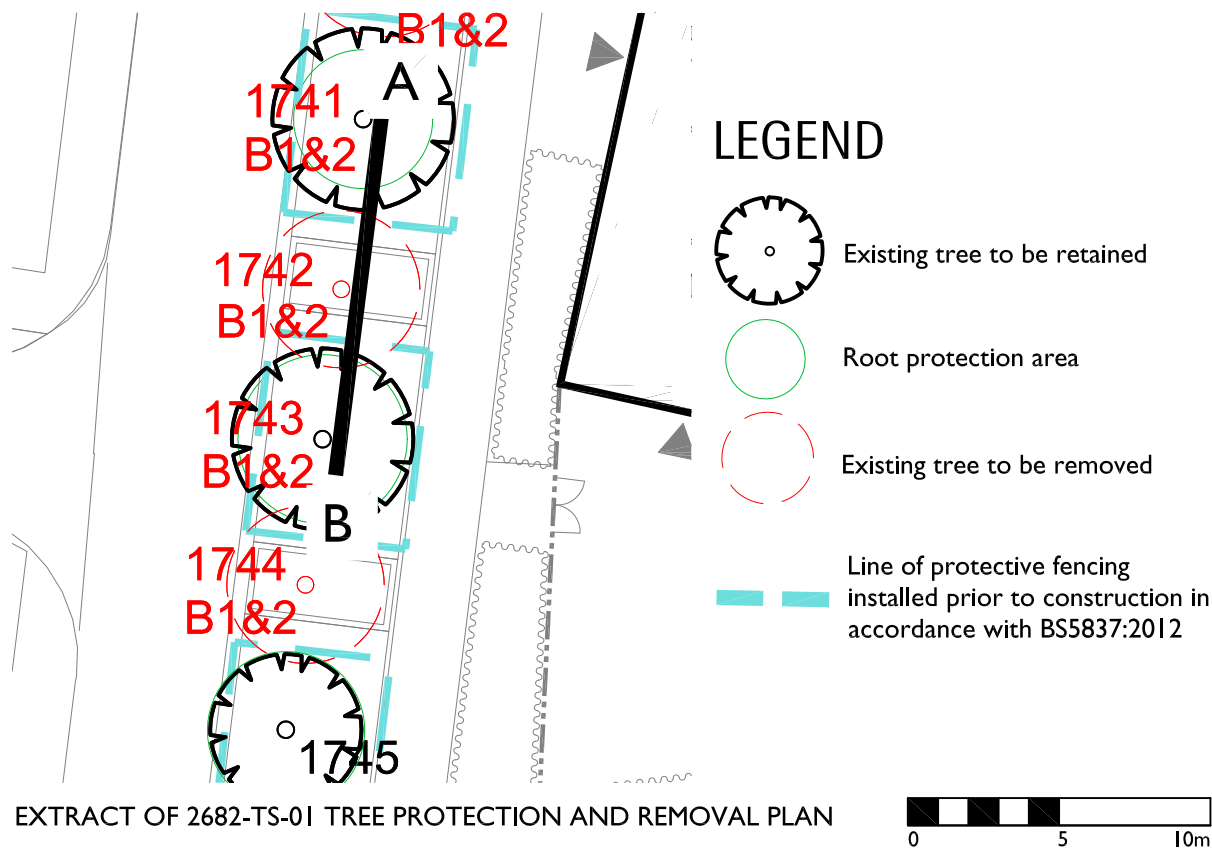 B1&2
A
1741
B1&2
1742
B1&2
1743
B1&2
B
1744
B1&2
1745
LEGEND
Existing tree to be retained
Root protection area
Existing tree to be removed
Line of protective fencing
installed prior to construction in
accordance with BS5837:2012
EXTRACT OF 2682-TS-01 TREE PROTECTION AND REMOVAL PLAN
0 5 10m